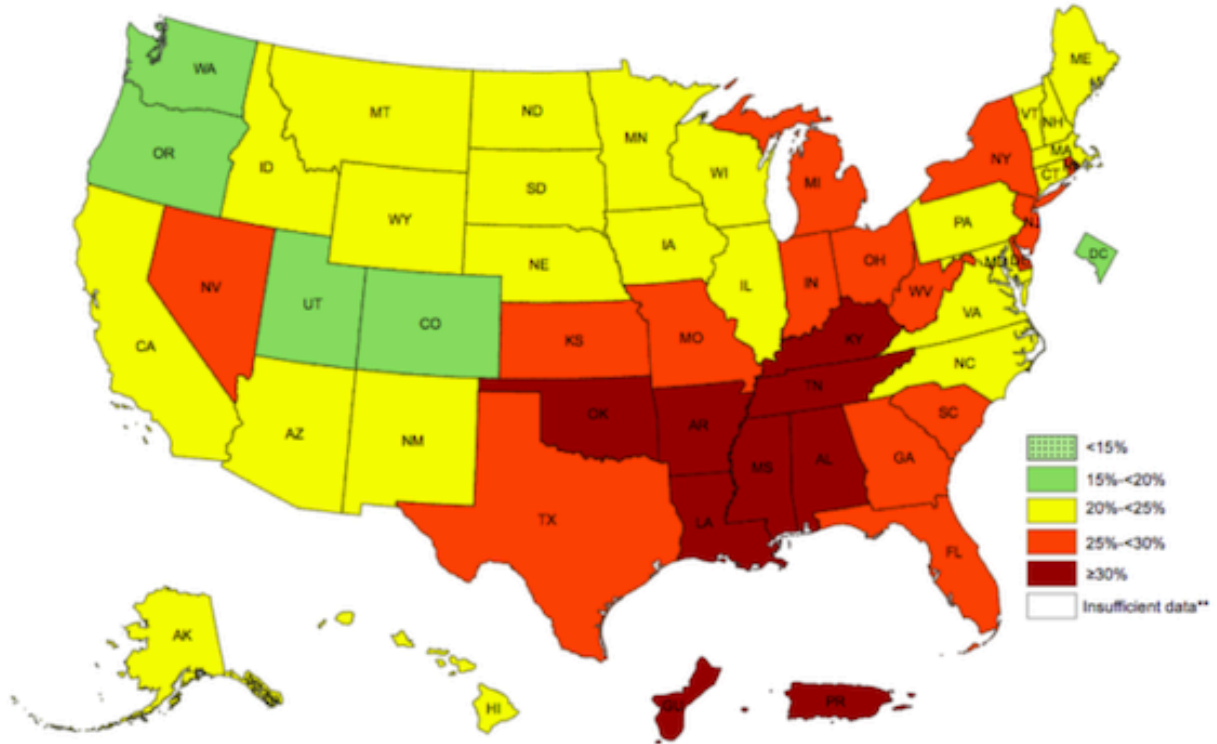 WA
OR
CA
NV
ID
MT
WY
UT
CO
AZ
NM
ND
SD
NE
KS
OK
TX
MN
IA
MO
AR
LA
WI
IL
MI
IN
OH
KY
TN
MS
AL
GA
FL
SC
NC
VA
WV
PA
NY
NJ
DE
MD
DC
CT
MA
VT
NH
ME
AK
HI
GU
PR
<15%
15%-<20%
20%-<25%
25%-<30%
≥30%
Insufficient data**